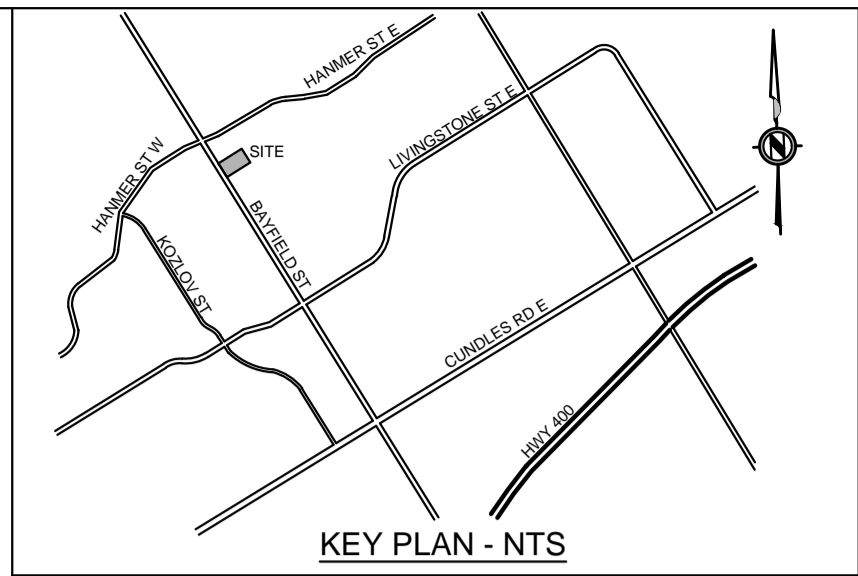 HANMER ST E
SITE
LIVINGSTONE ST E
N
HANMER ST W
BAYFIELD ST
KOZLOV ST
CUNDLES RD E
HWY 400
KEY PLAN - NTS